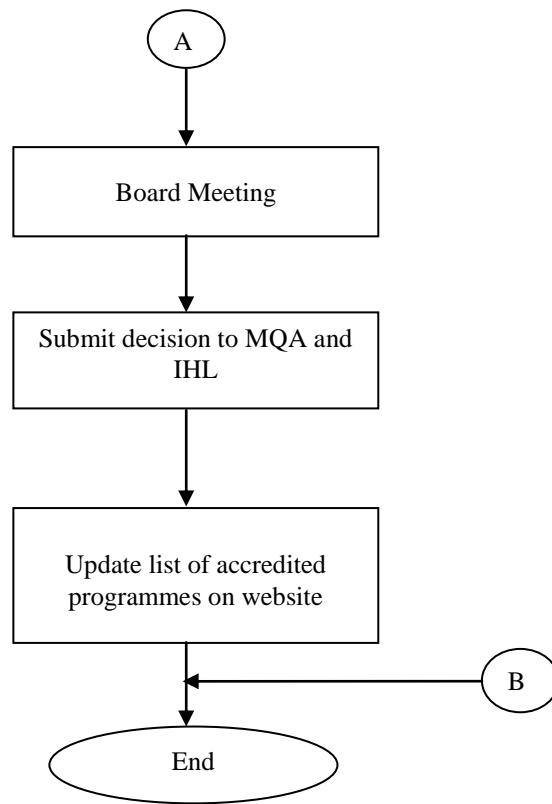 A
Board Meeting
Submit decision to MQA and
IHL
Update list of accredited
programmes on website
B
End